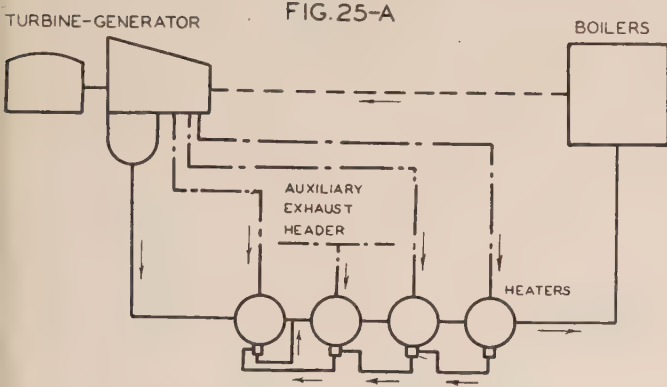 FIG. 25-A
TURBINE-GENERATOR
BOILERS
AUXILIARY
EXHAUST
HEADER
HEATERS